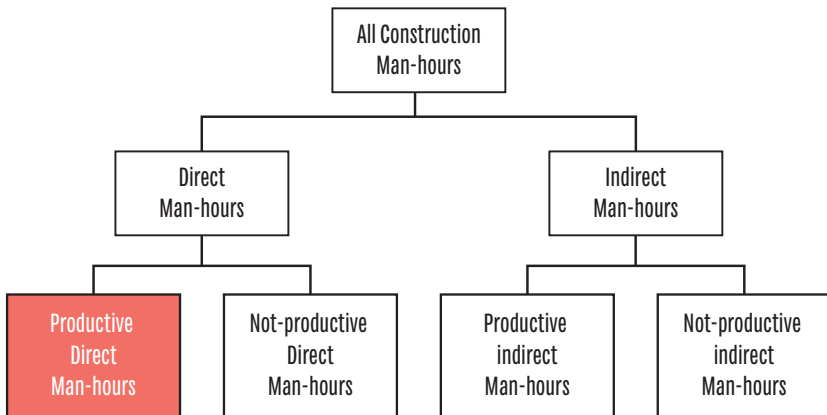 All Construction
Man-hours
Direct
Man-hours
Indirect
Man-hours
Productive
Direct
Man-hours
Not-productive
Direct
Man-hours
Productive
indirect
Man-hours
Not-productive
indirect
Man-hours